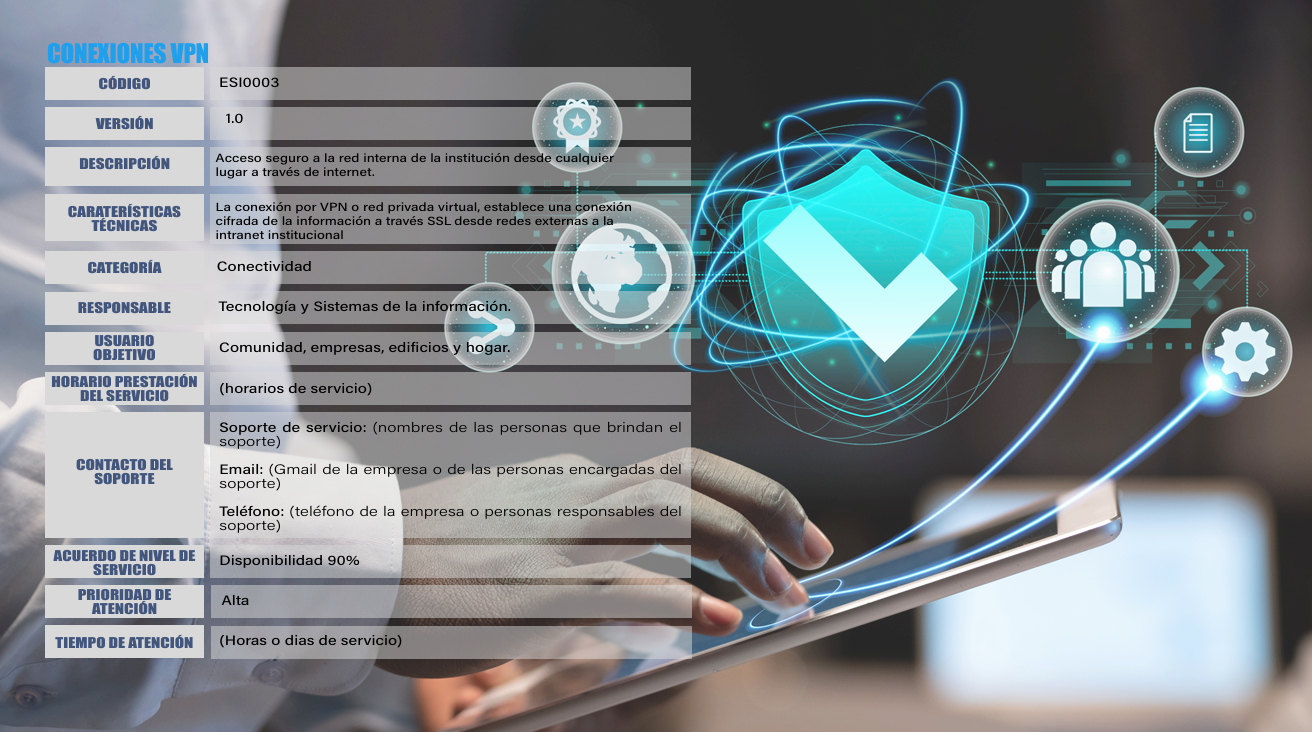 CONEXIONES VPN
CÓDIGO
ESI0003
VERSIÓN
1.0
DESCRIPCIÓN
Acceso seguro a la red interna de la institución desde cualquier
lugar a través de internet.
CARATERÍSTICAS
TÉCNICAS
La conexión por VPN o red privada virtual, establece una conexión
cifrada de la información a través SSL desde redes externas a la
intranet institucional
CATEGORÍA
Conectividad
RESPONSABLE
Tecnología y Sistemas de la información.
USUARIO
OBJETIVO
Comunidad, empresas, edificios y hogar.
HORARIO PRESTACIÓN
DEL SERVICIO
(horarios de servicio)
CONTACTO DEL
SOPORTE
Soporte de servicio: (nombres de las personas que brindan el
soporte)
Email: (Gmail de la empresa o de las personas encargadas del
soporte)
Teléfono: (teléfono de la empresa o personas responsables del
soporte)
ACUERDO DE NIVEL DE
SERVICIO
Disponibilidad 90%
PRIORIDAD DE
ATENCIÓN
Alta
TIEMPO DE ATENCIÓN
(Horas o dias de servicio)